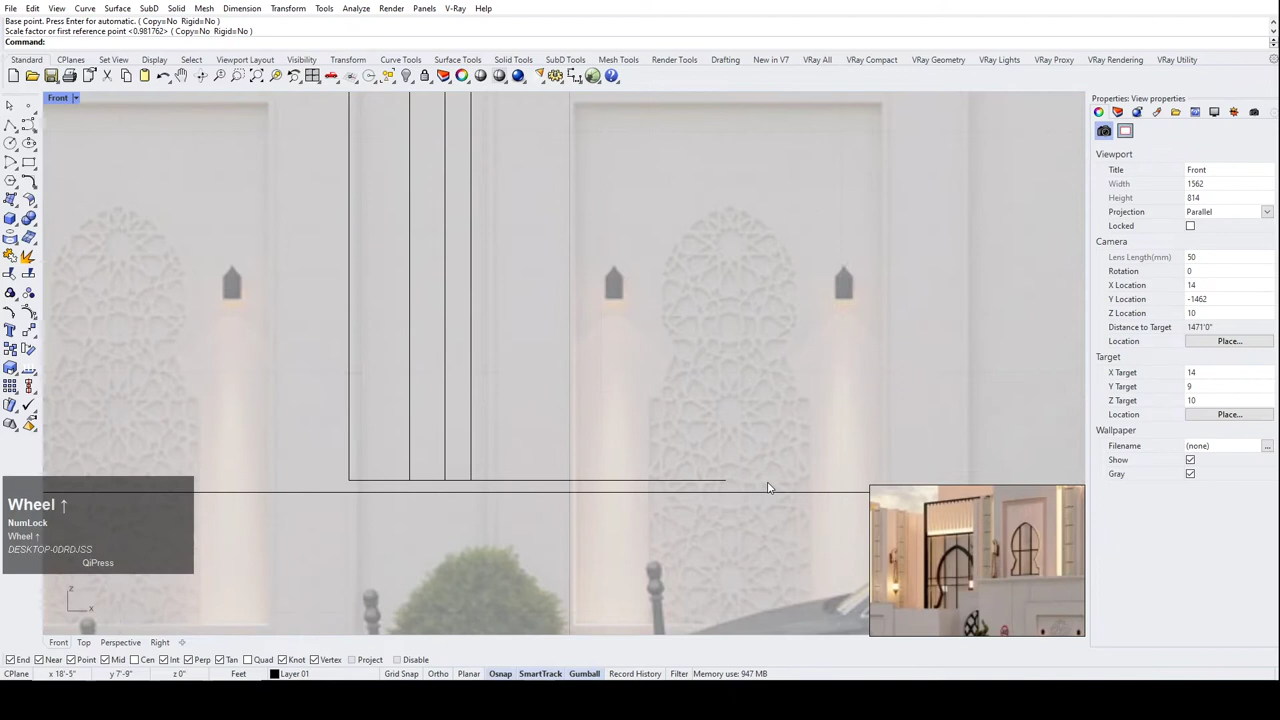 File Edit View Curve Surface SubD Solid Mesh Dimension Transform Tools Analyze Render Panels V-Ray Help
Base point. Press Enter for automatic. ( Copy=No Rigid=No )
Scale factor or first reference point <0.981762> ( Copy=No Rigid=No )
Command:
Standard CPlanes Set View Display Select Viewport Layout Visibility Transform Curve Tools Surface Tools Solid Tools SubD Tools Mesh Tools Render Tools Drafting New in V7 VRay All VRay Compact VRay Geometry VRay Lights VRay Proxy VRay Rendering VRay Utility
Front
Properties: View properties
Viewport
Title Front
Width 1562
Height 814
Projection Parallel
Locked
Camera
Lens Length(mm) 50
Rotation 0
X Location 14
Y Location -1462
Z Location 10
Distance to Target 1471'0"
Location Place...
Target
X Target 14
Y Target 9
Z Target 10
Location Place...
Wallpaper
Filename (none) ...
Show
Gray
Wheel ↑
NumLock
Wheel ↑
DESKTOP-0DRDJSS
QiPress
z
x
Front Top Perspective Right
End Near Point Mid Cen Int Perp Tan Quad Knot Vertex Project Disable
CPlane x 18'-5" y 7'-9" z 0" Feet Layer 01 Grid Snap Ortho Planar Osnap SmartTrack Gumball Record History Filter Memory use: 947 MB